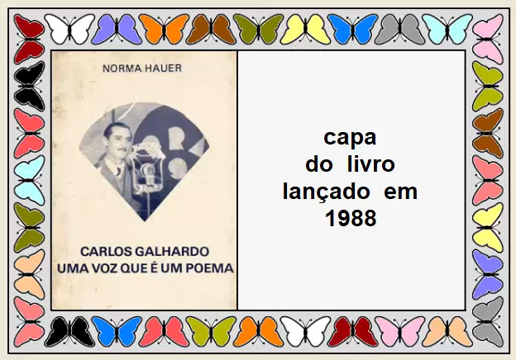 NORMA HAUER
CARLOS GALHARDO
UMA VOZ QUE É UM POEMA
capa
do livro
lançado em
1988